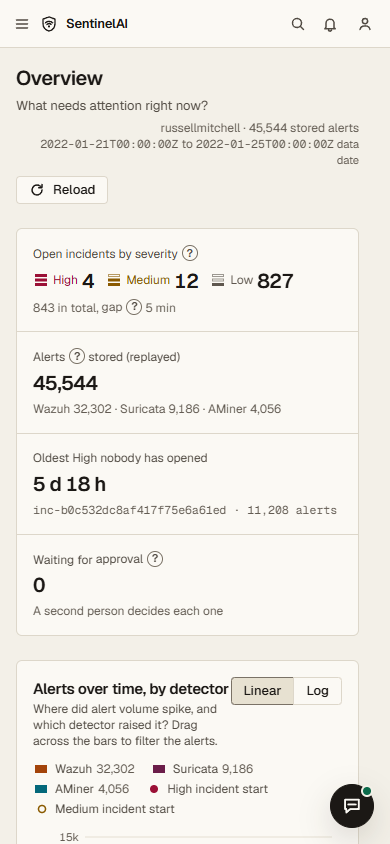 SentinelAI
Overview
What needs attention right now?
russellmitchell · 45,544 stored alerts
2022-01-21T00:00:00Z to 2022-01-25T00:00:00Z data
date
Reload
Open incidents by severity ?
High 4 Medium 12 Low 827
843 in total, gap ? 5 min
Alerts ? stored (replayed)
45,544
Wazuh 32,302 · Suricata 9,186 · AMiner 4,056
Oldest High nobody has opened
5 d 18 h
inc-b0c532dc8af417f75e6a61ed · 11,208 alerts
Waiting for approval ?
0
A second person decides each one
Alerts over time, by detector Linear Log
Where did alert volume spike, and
which detector raised it? Drag
across the bars to filter the alerts.
Wazuh 32,302 Suricata 9,186
AMiner 4,056 High incident start
Medium incident start
15k